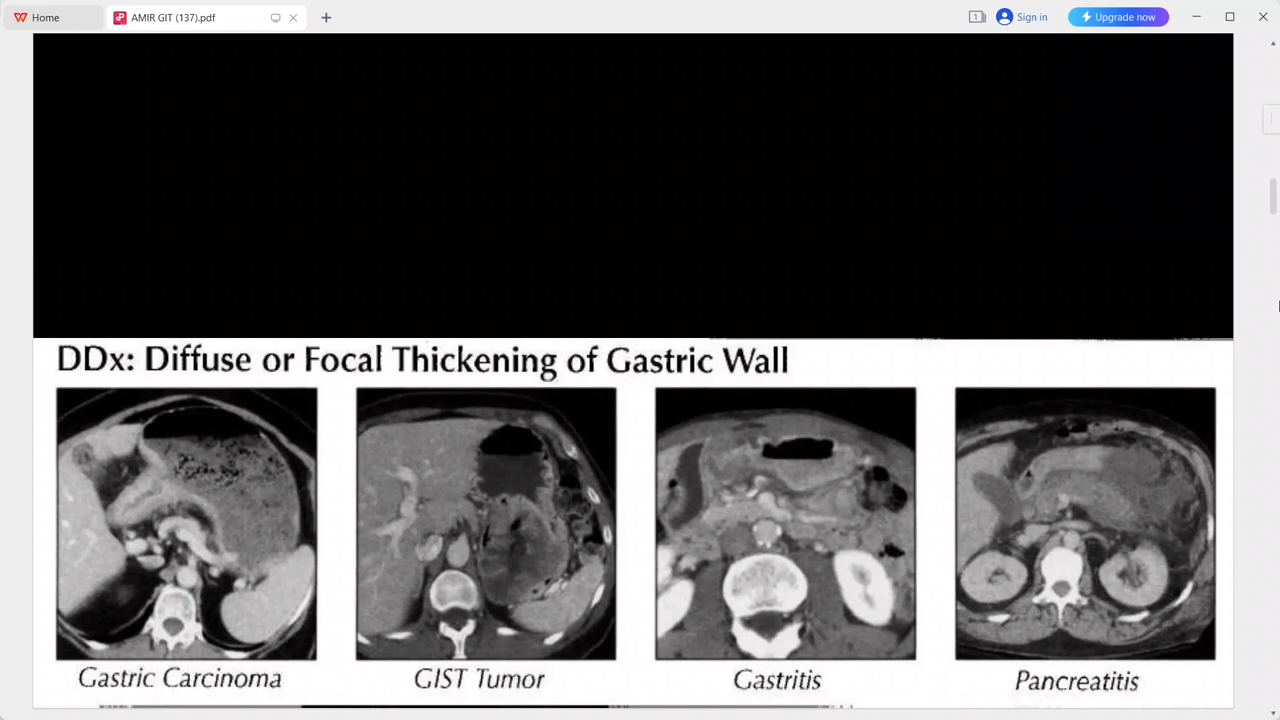 Home
AMIR GIT (137).pdf
1
Sign in
Upgrade now
DDx: Diffuse or Focal Thickening of Gastric Wall
Gastric Carcinoma
GIST Tumor
Gastritis
Pancreatitis